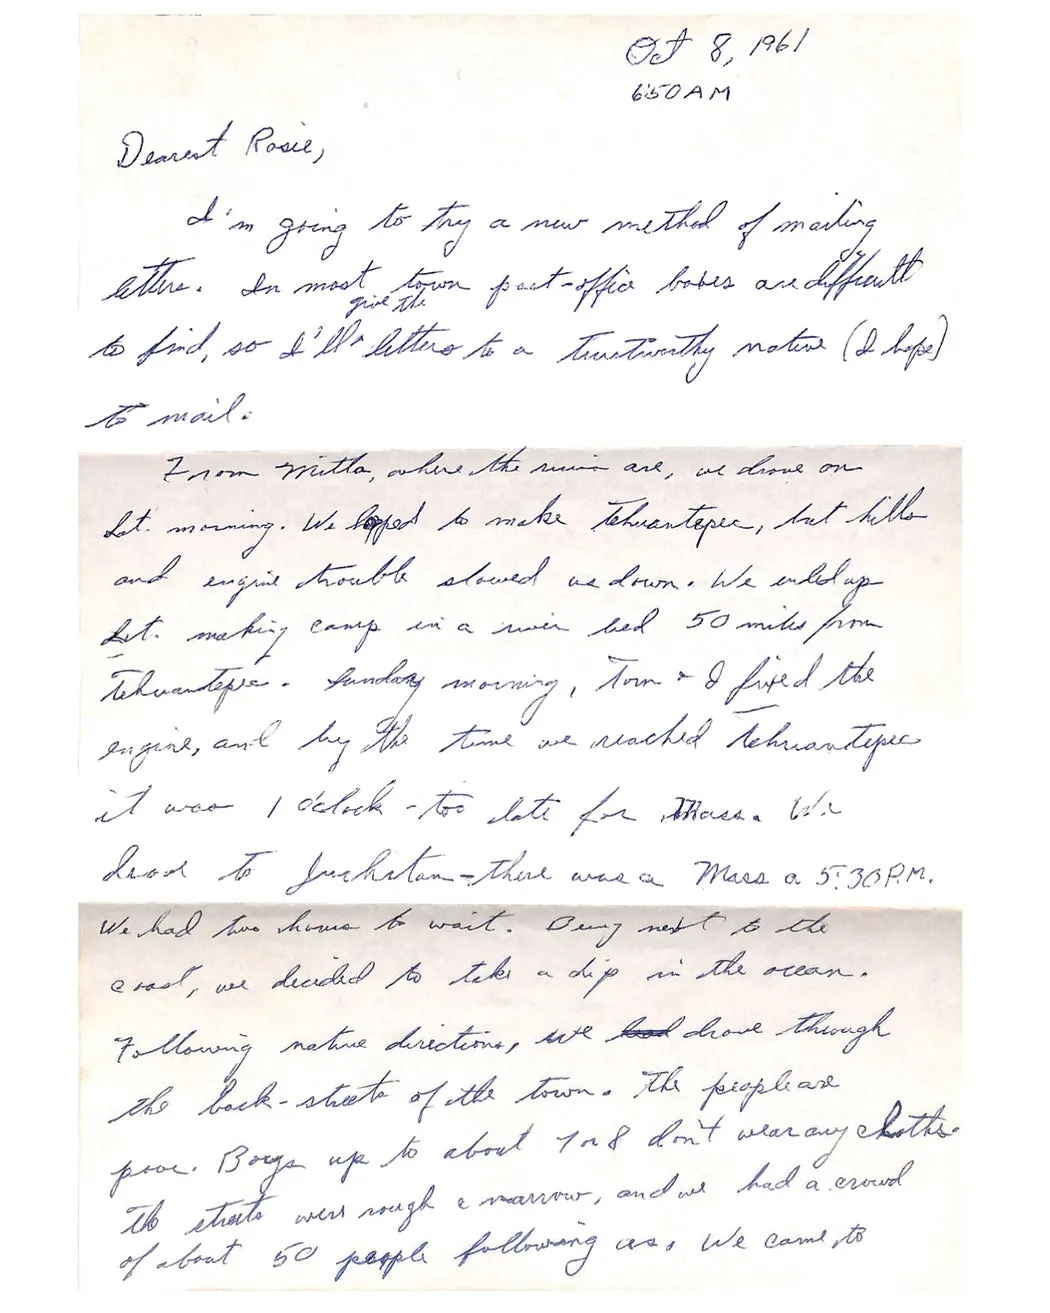 Oct 8, 1961
6:50 AM
Dearest Rosie,
I'm going to try a new method of mailing
letters. In most town post-office boxes are difficult
give the
to find, so I'll ^ letters to a trustworthy native (I hope)
to mail.
From Mitla, where the ruins are, we drove on
Sat. morning. We hopped to make Tehuantepec, but hills
and engine trouble slowed us down. We ended up
Sat. making camp in a river bed 50 miles from
Tehuantepec. Sunday morning, Tom & I fixed the
engine, and by the time we reached Tehuantepec
it was 1 o'clock - too late for Mass. We
drove to Juchitan - there was a Mass a 5:30 P.M.
We had two hours to wait. Being next to the
coast, we decided to take a dip in the ocean.
Following native directions, we had drove through
the back-streets of the town. The people are
poor. Boys up to about 7 or 8 don't wear any cloths.
The streets were rough & narrow, and we had a crowd
of about 50 people following us. We came to